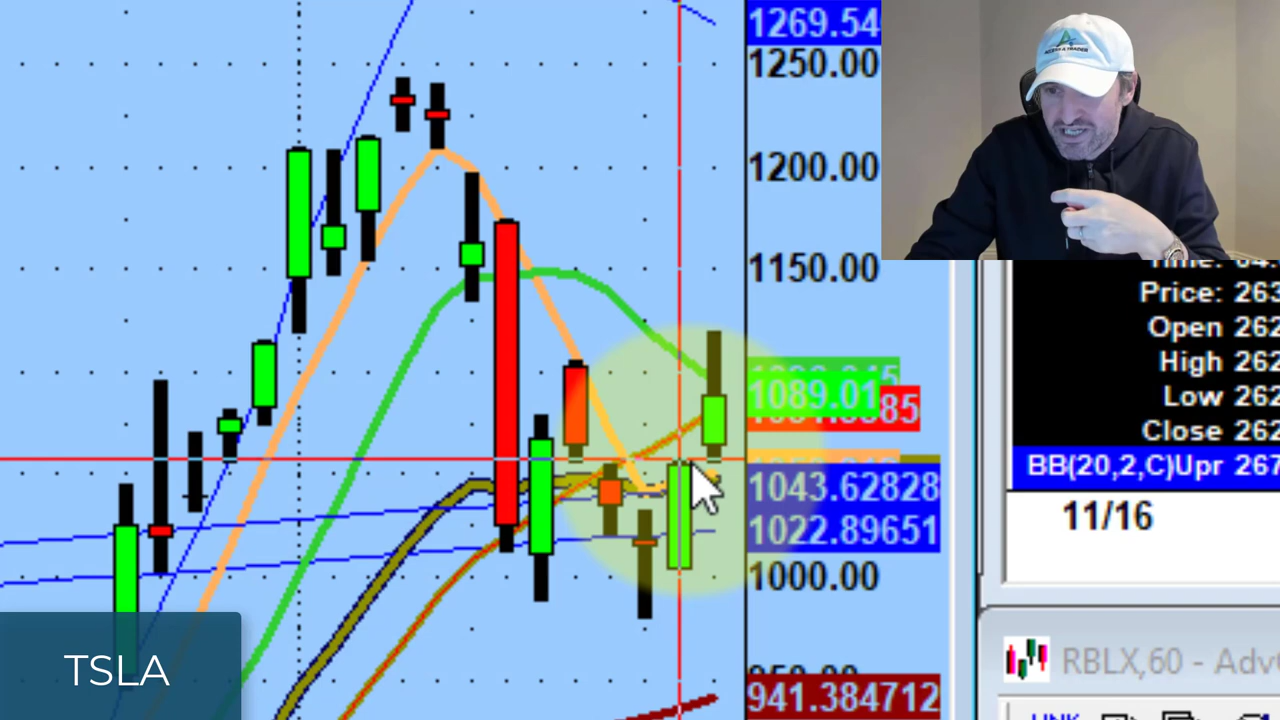 1269.54
1250.00
1200.00
1150.00
1089.01
85
1043.62828
1022.89651
1000.00
941.384712
Price: 263
Open 262
High 262
Low 262
Close 262
BB(20,2,C)Upr 267
11/16
RBLX,60 - Advt
TSLA